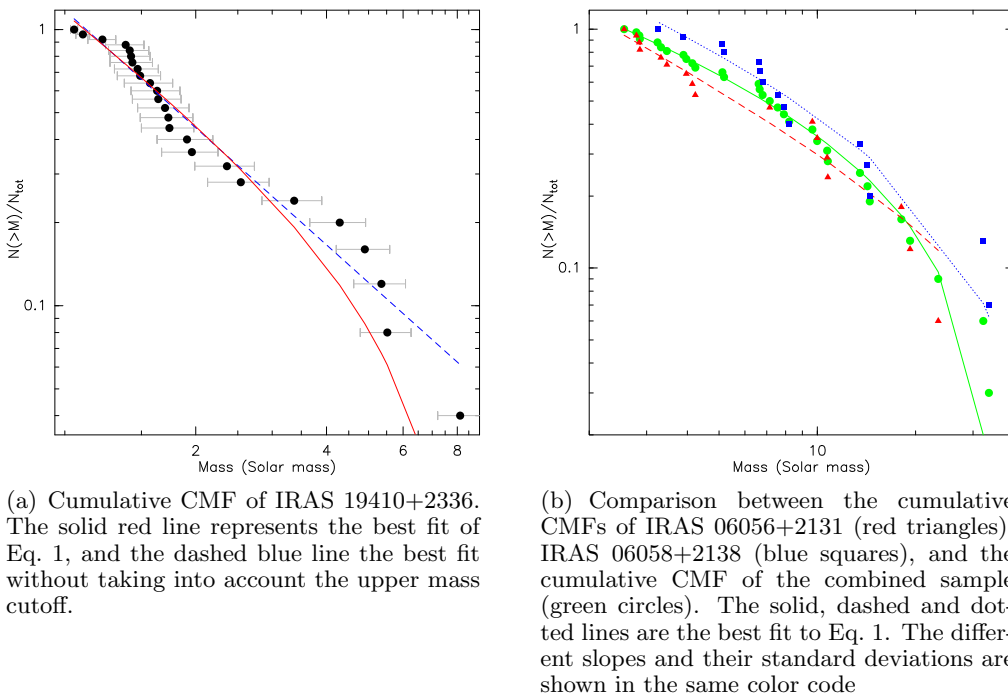 1
0.1
N(>M)/Ntot
2
4
6
8
Mass (Solar mass)
1
0.1
N(>M)/Ntot
10
Mass (Solar mass)
(a) Cumulative CMF of IRAS 19410+2336.
The solid red line represents the best fit of
Eq. 1, and the dashed blue line the best fit
without taking into account the upper mass
cutoff.
(b) Comparison between the cumulative
CMFs of IRAS 06056+2131 (red triangles)
IRAS 06058+2138 (blue squares), and the
cumulative CMF of the combined sample
(green circles). The solid, dashed and dot-
ted lines are the best fit to Eq. 1. The differ-
ent slopes and their standard deviations are
shown in the same color code